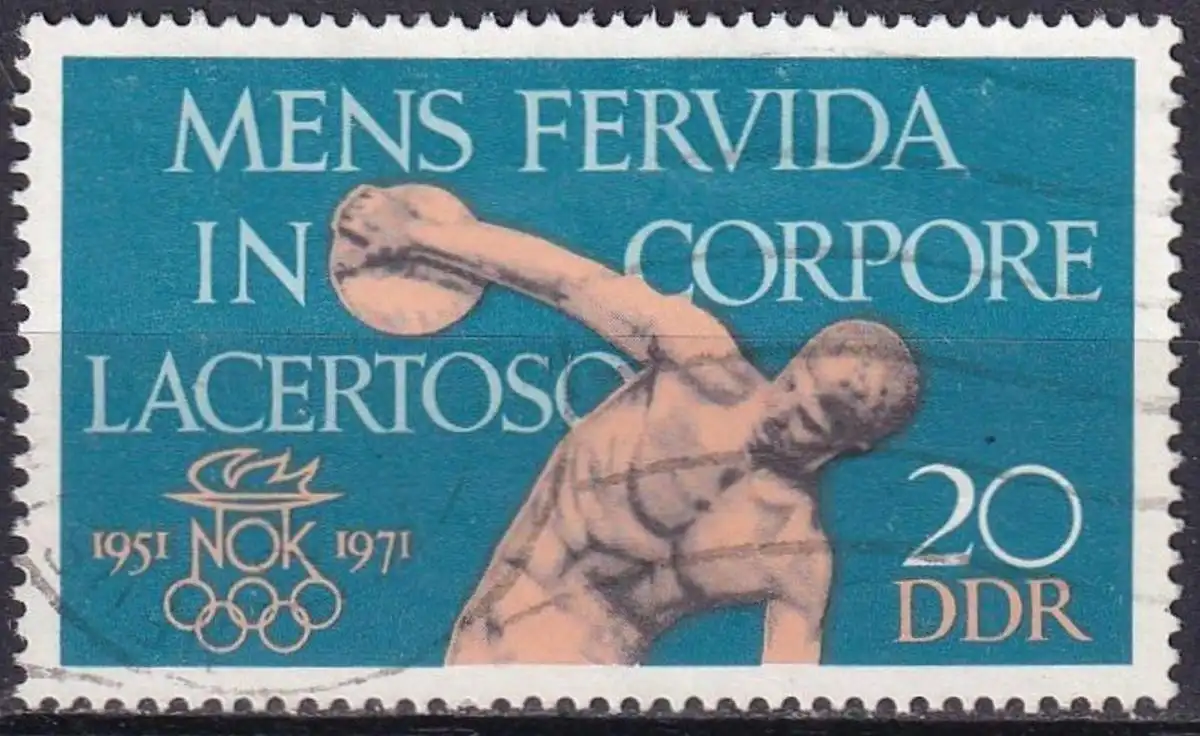 MENS FERVIDA
IN CORPORE
LACERTOSO
1951 NOK 1971
20
DDR